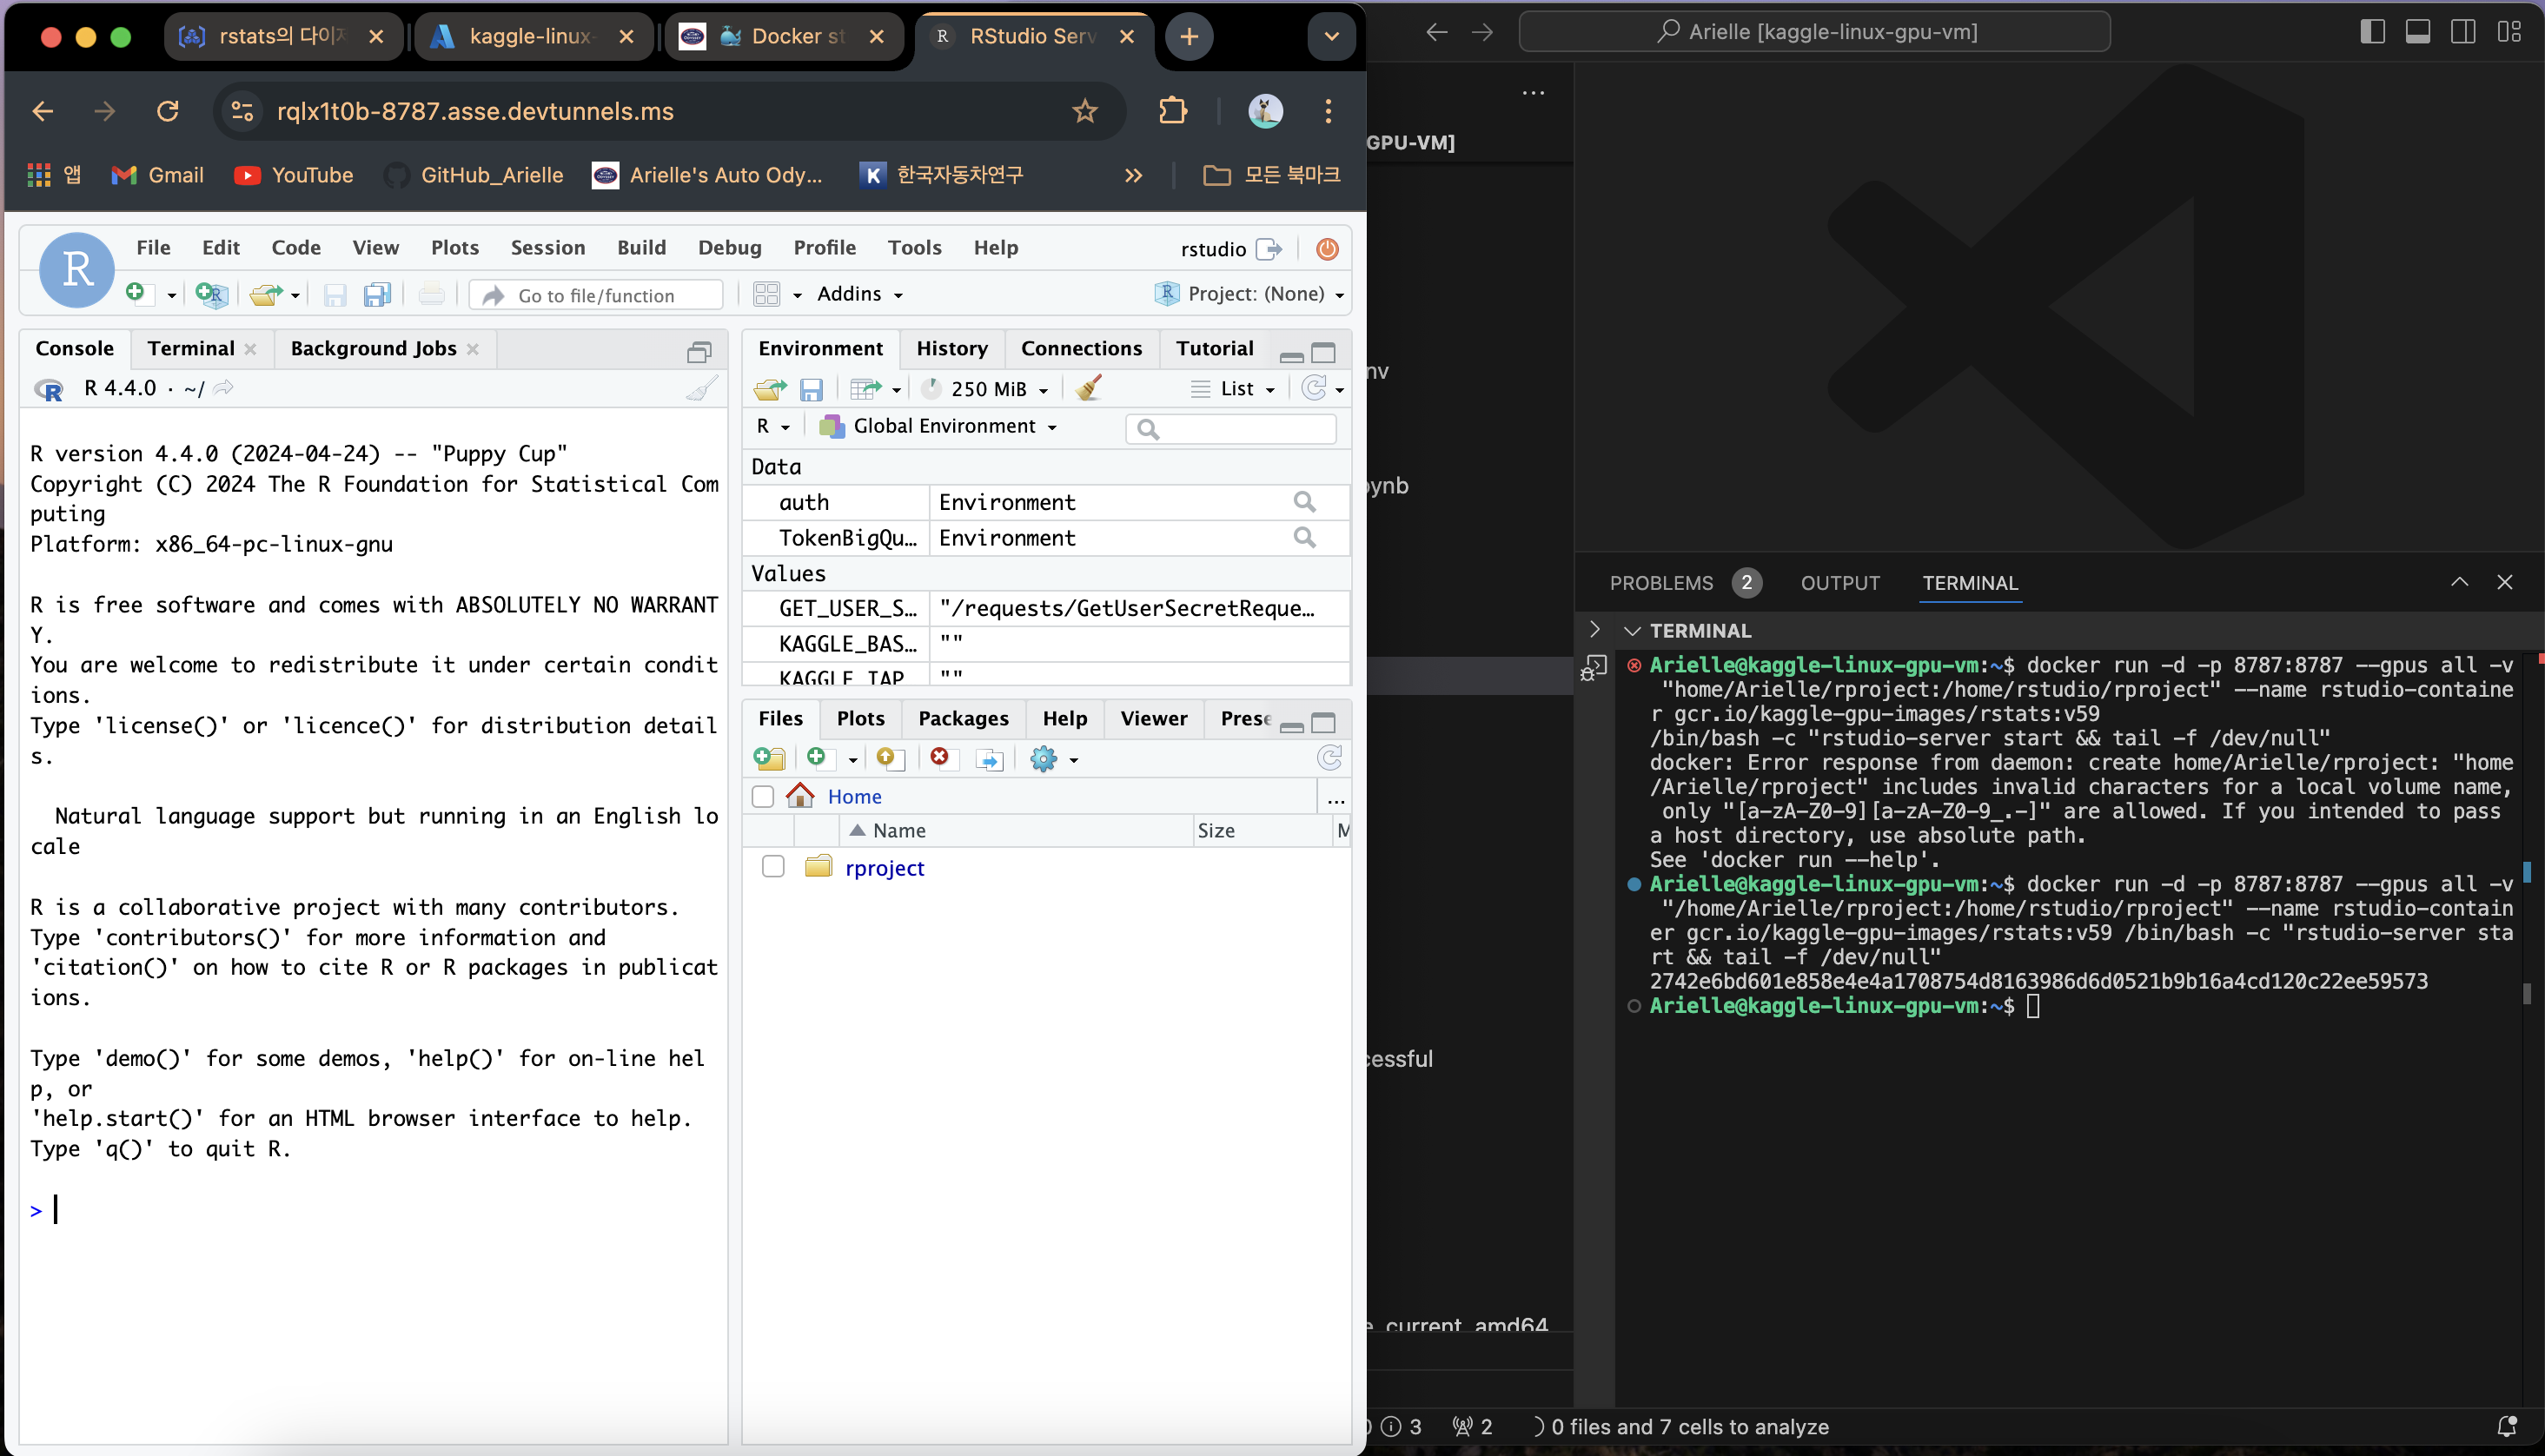 rstats의 다이
kaggle-linux-
Docker st
RSTudio Serv
rqlx1t0b-8787.asse.devtunnels.ms
앱 Gmail YouTube GitHub_Arielle Arielle's Auto Ody... K 한국자동차연구 » 모든 북마크
R
File Edit Code View Plots Session Build Debug Profile Tools Help rstudio
Go to file/function Addins Project: (None)
Console Terminal Background Jobs
R 4.4.0 · ~/
R version 4.4.0 (2024-04-24) -- "Puppy Cup"
Copyright (C) 2024 The R Foundation for Statistical Com
puting
Platform: x86_64-pc-linux-gnu
R is free software and comes with ABSOLUTELY NO WARRANT
Y.
You are welcome to redistribute it under certain condit
ions.
Type 'license()' or 'licence()' for distribution detail
s.
Natural language support but running in an English lo
cale
R is a collaborative project with many contributors.
Type 'contributors()' for more information and
'citation()' on how to cite R or R packages in publicat
ions.
Type 'demo()' for some demos, 'help()' for on-line hel
p, or
'help.start()' for an HTML browser interface to help.
Type 'q()' to quit R.
>
Environment History Connections Tutorial
250 MiB List
R Global Environment
Data
auth Environment
TokenBigQu… Environment
Values
GET_USER_S… "/requests/GetUserSecretReque…
KAGGLE_BAS… ""
KAGGLE_IAP ""
Files Plots Packages Help Viewer Prese
Home ...
Name Size M
rproject
Arielle [kaggle-linux-gpu-vm]
...
GPU-VM]
nv
ynb
cessful
e_current_amd64
PROBLEMS 2 OUTPUT TERMINAL
TERMINAL
Arielle@kaggle-linux-gpu-vm:~$ docker run -d -p 8787:8787 --gpus all -v
"home/Arielle/rproject:/home/rstudio/rproject" --name rstudio-containe
r gcr.io/kaggle-gpu-images/rstats:v59
/bin/bash -c "rstudio-server start && tail -f /dev/null"
docker: Error response from daemon: create home/Arielle/rproject: "home
/Arielle/rproject" includes invalid characters for a local volume name,
only "[a-zA-Z0-9][a-zA-Z0-9_.-]" are allowed. If you intended to pass
a host directory, use absolute path.
See 'docker run --help'.
Arielle@kaggle-linux-gpu-vm:~$ docker run -d -p 8787:8787 --gpus all -v
"/home/Arielle/rproject:/home/rstudio/rproject" --name rstudio-contain
er gcr.io/kaggle-gpu-images/rstats:v59 /bin/bash -c "rstudio-server sta
rt && tail -f /dev/null"
2742e6bd601e858e4e4a1708754d8163986d6d0521b9b16a4cd120c22ee59573
Arielle@kaggle-linux-gpu-vm:~$
3 2 0 files and 7 cells to analyze